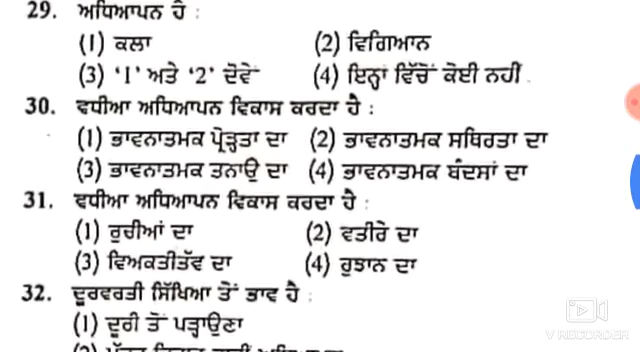 29. ਅਧਿਆਪਨ ਹੈ :
(1) ਕਲਾ (2) ਵਿਗਿਆਨ
(3) '1' ਅਤੇ '2' ਦੋਵੇਂ (4) ਇਨ੍ਹਾਂ ਵਿੱਚੋਂ ਕੋਈ ਨਹੀਂ
30. ਵਧੀਆ ਅਧਿਆਪਨ ਵਿਕਾਸ ਕਰਦਾ ਹੈ :
(1) ਭਾਵਨਾਤਮਕ ਪ੍ਰੋੜ੍ਹਤਾ ਦਾ (2) ਭਾਵਨਾਤਮਕ ਸਥਿਰਤਾ ਦਾ
(3) ਭਾਵਨਾਤਮਕ ਤਨਾਉ ਦਾ (4) ਭਾਵਨਾਤਮਕ ਬੰਦਸਾਂ ਦਾ
31. ਵਧੀਆ ਅਧਿਆਪਨ ਵਿਕਾਸ ਕਰਦਾ ਹੈ :
(1) ਰੁਚੀਆਂ ਦਾ (2) ਵਤੀਰੇ ਦਾ
(3) ਵਿਅਕਤੀਤੱਵ ਦਾ (4) ਰੁਝਾਨ ਦਾ
32. ਦੂਰਵਰਤੀ ਸਿੱਖਿਆ ਤੋਂ ਭਾਵ ਹੈ :
(1) ਦੂਰੀ ਤੋਂ ਪੜ੍ਹਾਉਣਾ
V RECORDER